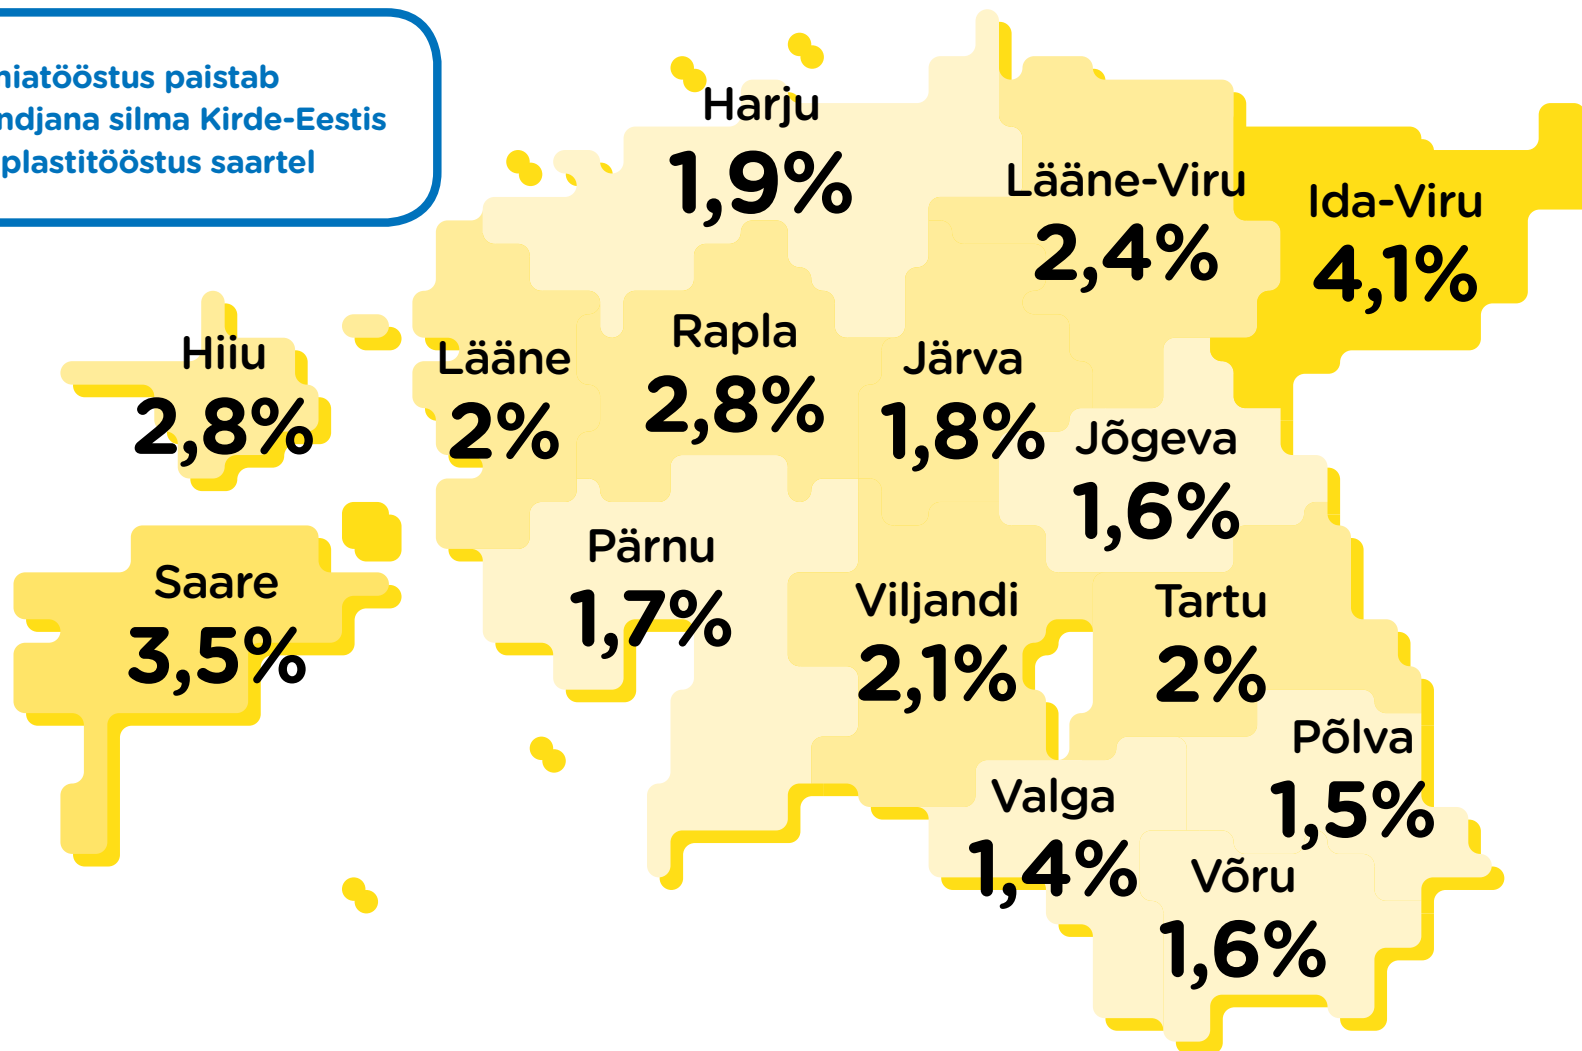 paistab
silma Kirde-Eestis
plastitööstus saartel
Harju
1,9%
Lääne-Viru
2,4%
Ida-Viru
4,1%
Hiiu
2,8%
Lääne
2%
Rapla
2,8%
Järva
1,8%
Jõgeva
1,6%
Saare
3,5%
Pärnu
1,7%
Viljandi
2,1%
Tartu
2%
Põlva
1,5%
Valga
1,4%
Võru
1,6%